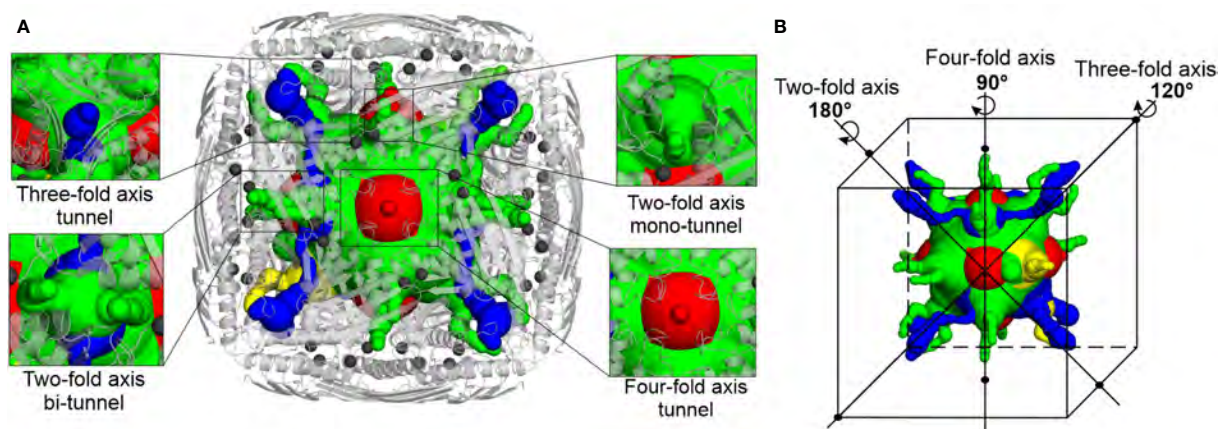 A
Three-fold axis
tunnel
Two-fold axis
bi-tunnel
Two-fold axis
mono-tunnel
Four-fold axis
tunnel
B
Two-fold axis
180°
Four-fold axis
90°
Three-fold axis
120°